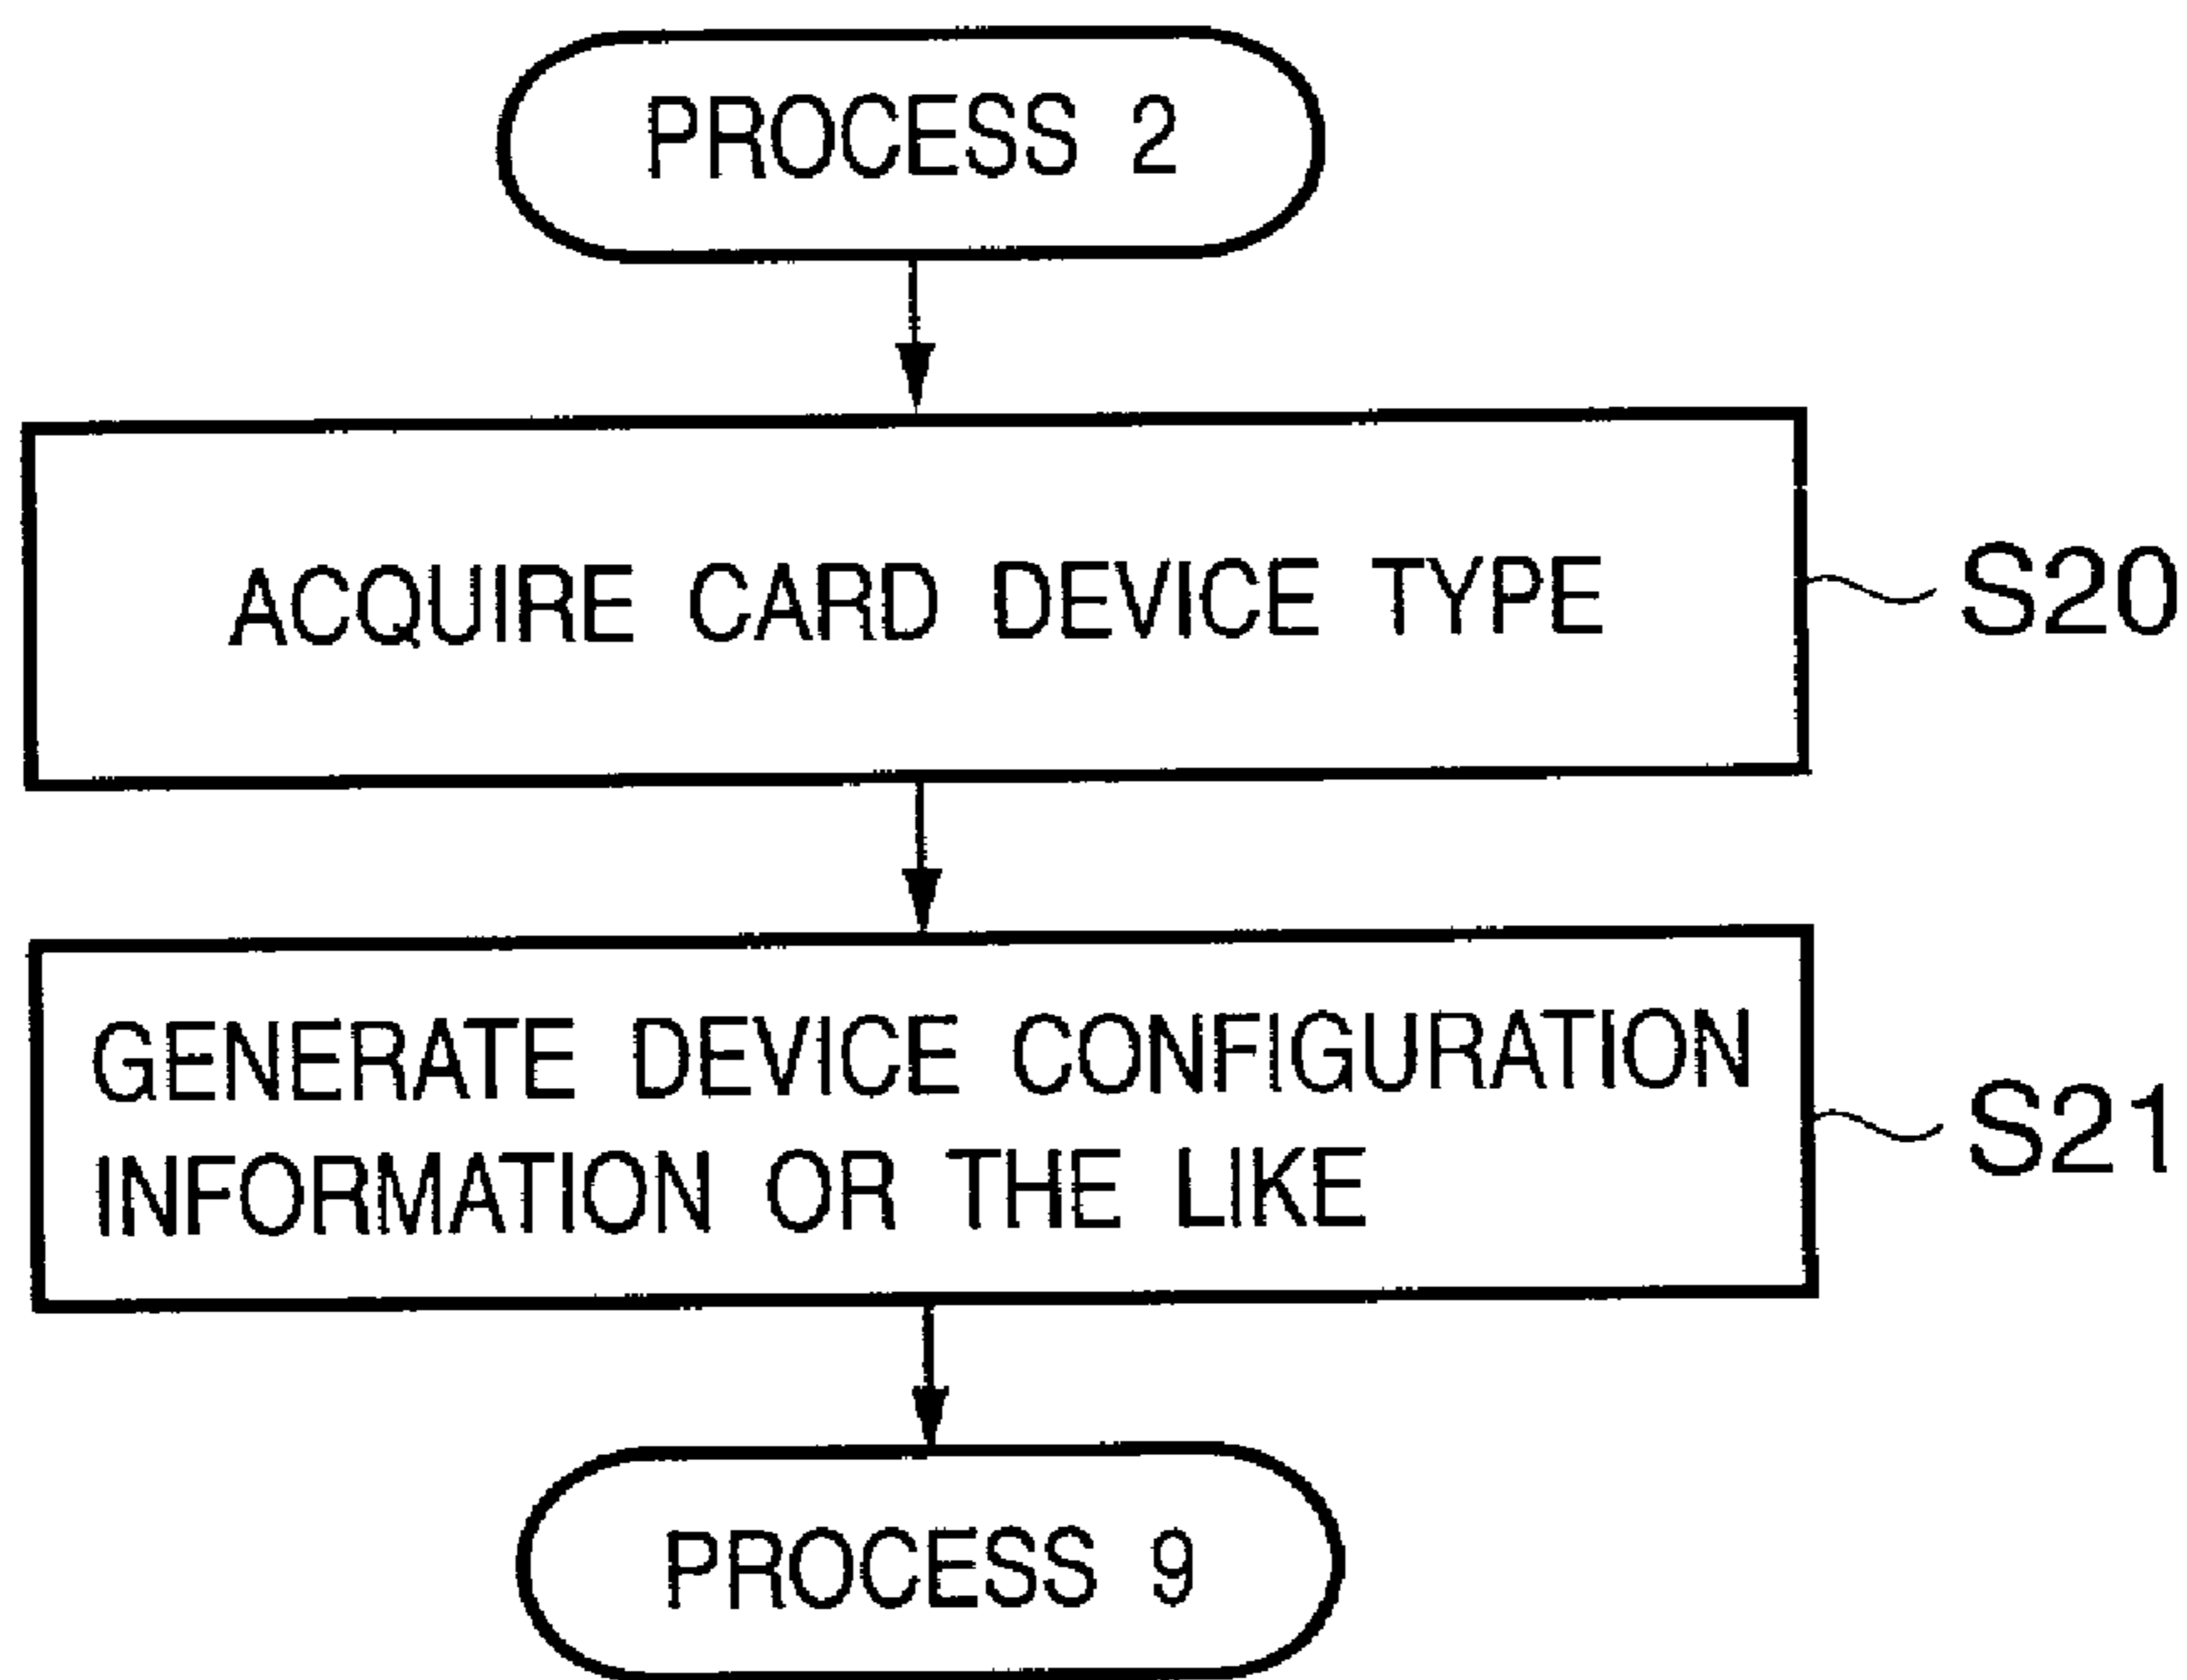 PROCESS 2
ACQUIRE CARD DEVICE TYPE
S20
GENERATE DEVICE CONFIGURATION
INFORMATION OR THE LIKE
S21
PROCESS 9